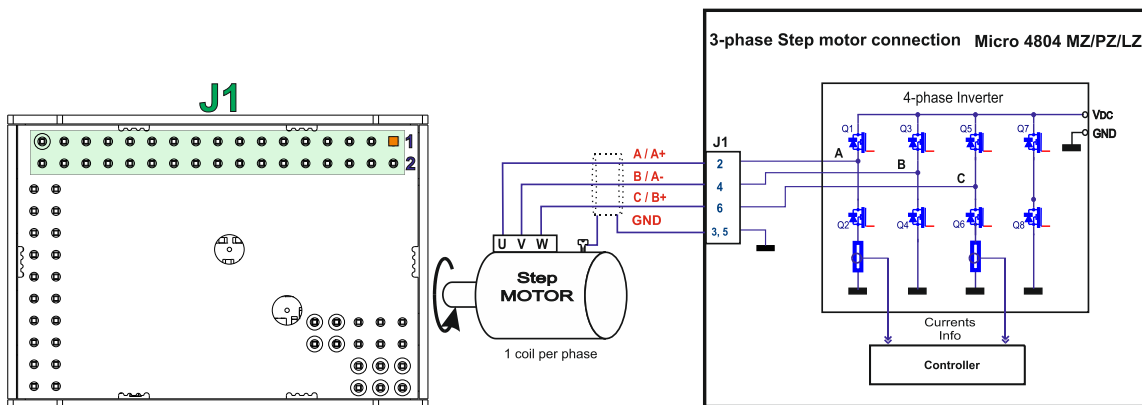 J1
1
2
3-phase Step motor connection Micro 4804 MZ/PZ/LZ
4-phase Inverter
VDC
GND
Q1
Q3
Q5
Q7
A
B
C
Q2
Q4
Q6
Q8
J1
A / A+
2
B / A-
4
C / B+
6
GND
3, 5
U V W
Step
MOTOR
1 coil per phase
Currents
Info
Controller